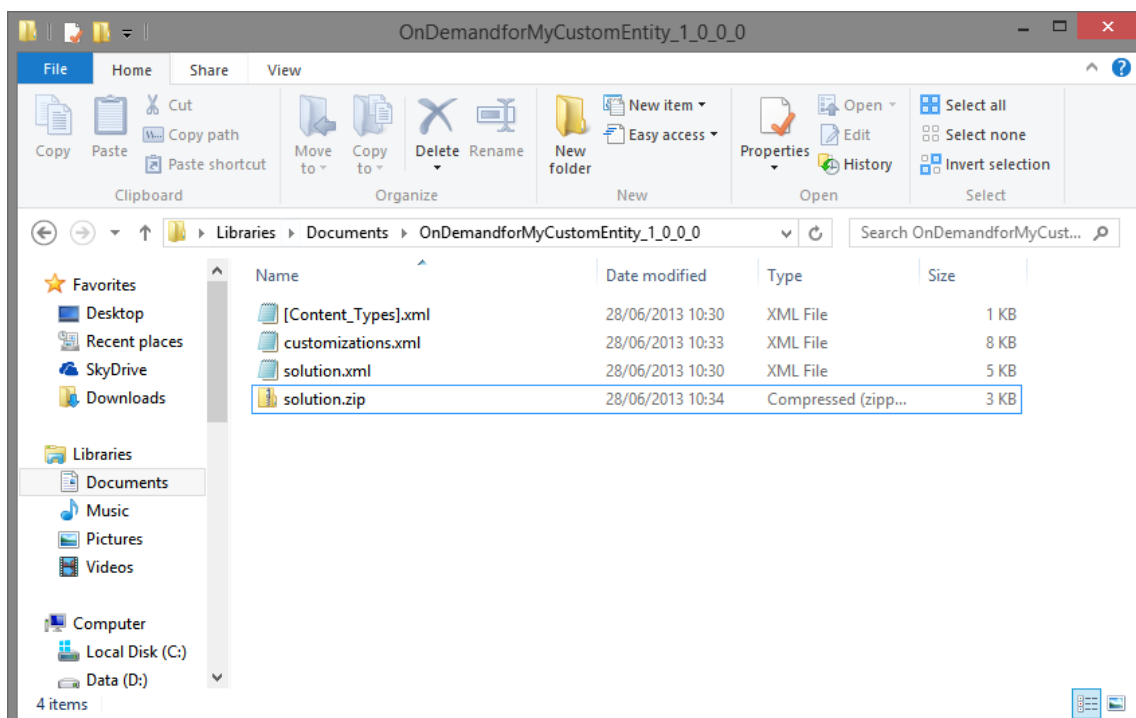 OnDemandforMyCustomEntity_1_0_0_0
File Home Share View
Copy
Paste
Cut
Copy path
Paste shortcut
Clipboard
Move to
Copy to
Delete
Rename
Organize
New folder
New item
Easy access
New
Properties
Open
Edit
History
Open
Select all
Select none
Invert selection
Select
Libraries Documents OnDemandforMyCustomEntity_1_0_0_0
Search OnDemandforMyCust...
Favorites
Desktop
Recent places
SkyDrive
Downloads
Libraries
Documents
Music
Pictures
Videos
Computer
Local Disk (C:)
Data (D:)
Name Date modified Type Size
[Content_Types].xml 28/06/2013 10:30 XML File 1 KB
customizations.xml 28/06/2013 10:33 XML File 8 KB
solution.xml 28/06/2013 10:30 XML File 5 KB
solution.zip 28/06/2013 10:34 Compressed (zipp... 3 KB
4 items